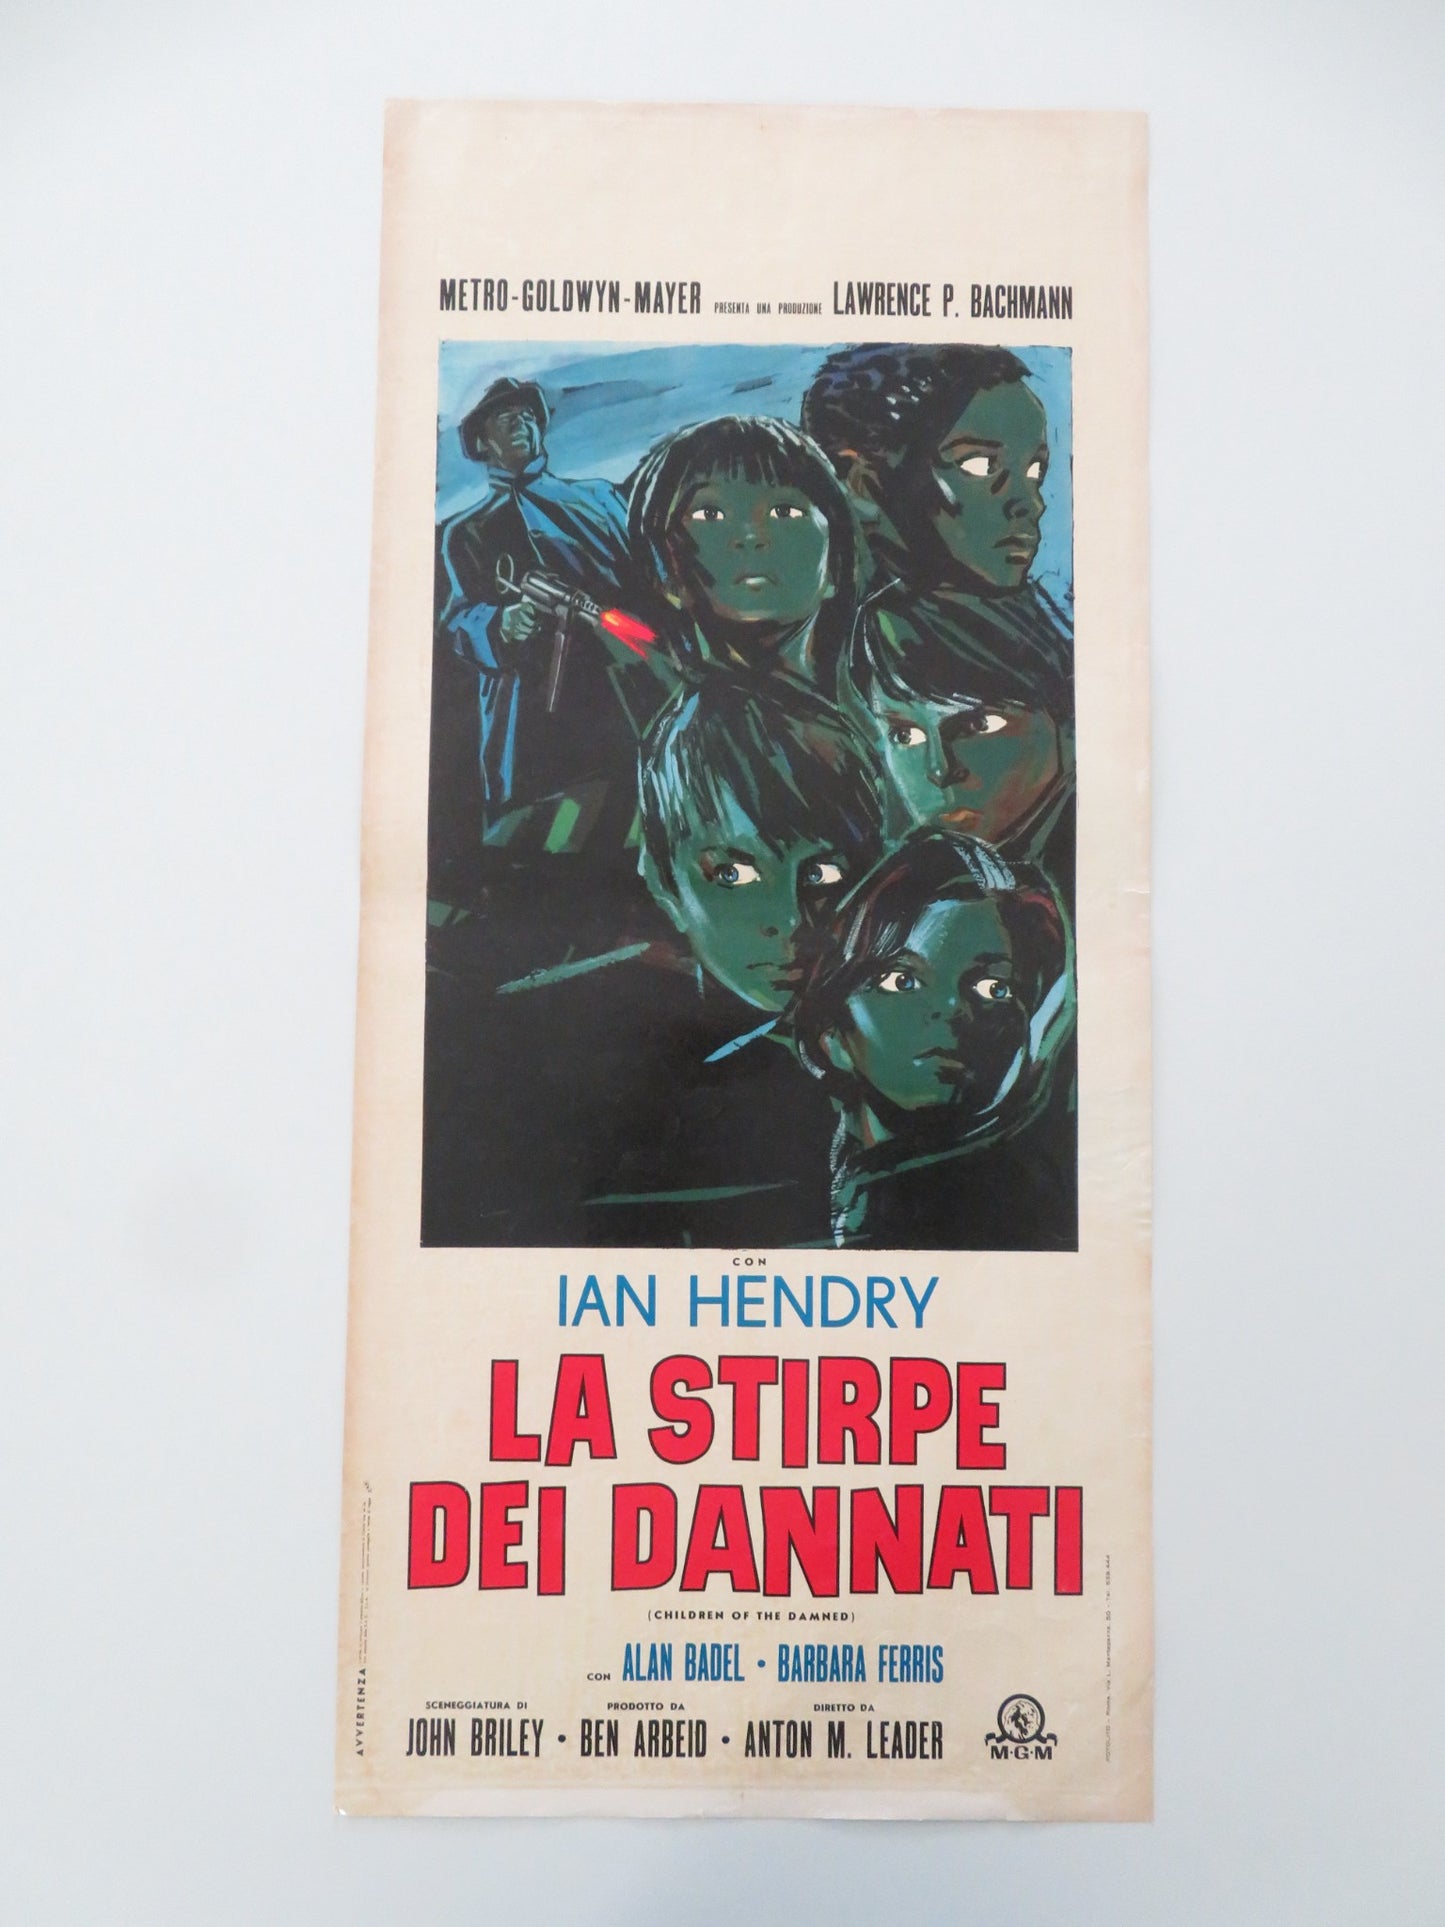 METRO-GOLDWYN-MAYER PRESENTA UNA PRODUZIONE LAWRENCE P. BACHMANN
CON
IAN HENDRY
LA STIRPE
DEI DANNATI
(CHILDREN OF THE DAMNED)
CON ALAN BADEL • BARBARA FERRIS
SCENEGGIATURA DI PRODOTTO DA DIRETTO DA
JOHN BRILEY • BEN ARBEID • ANTON M. LEADER
M·G·M
AVVERTENZA